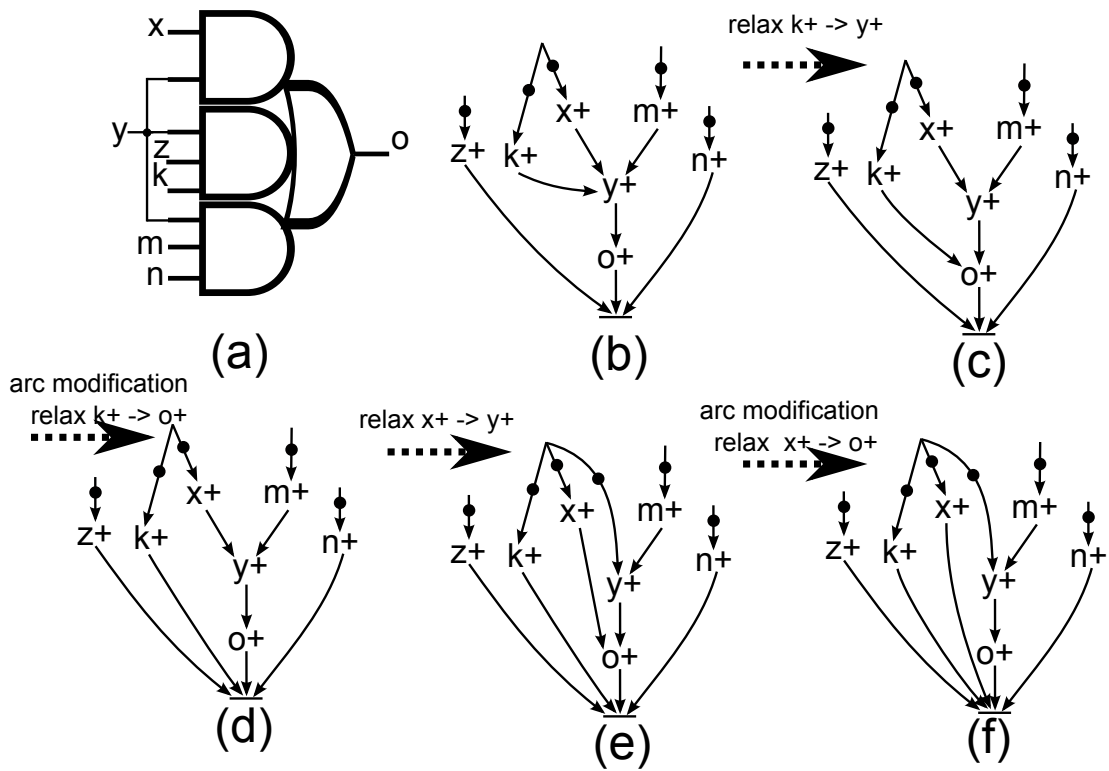 x
y
z
k
m
n
o
(a)
z+
k+
x+
m+
n+
y+
o+
(b)
relax k+ -> y+
z+
k+
x+
m+
n+
y+
o+
(c)
arc modification
relax k+ -> o+
z+
k+
x+
m+
n+
y+
o+
(d)
relax x+ -> y+
z+
k+
x+
m+
n+
y+
o+
(e)
arc modification
relax x+ -> o+
z+
k+
x+
m+
n+
y+
o+
(f)